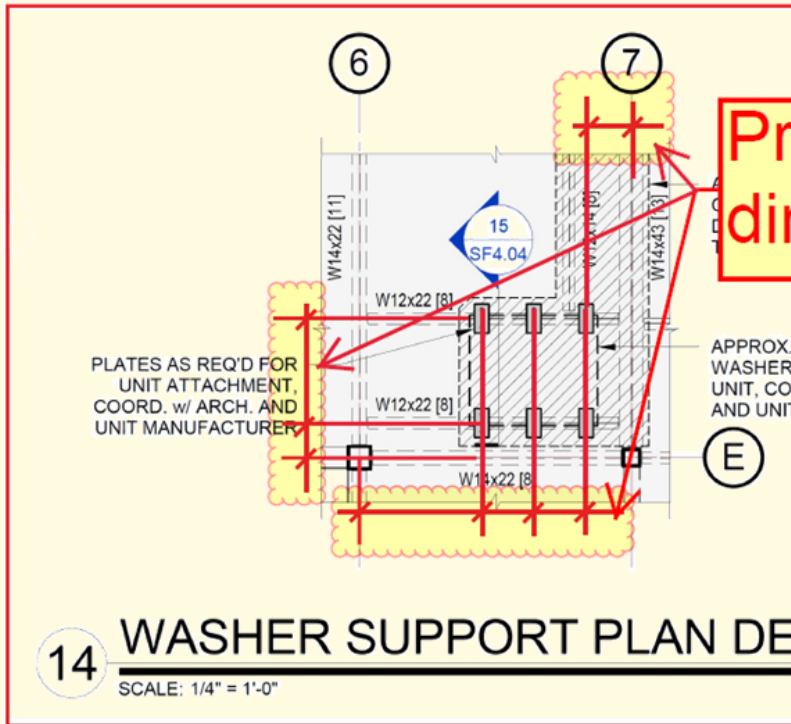 6
7
Pr
dir
W14x22 [11]
W14x43 [13]
15
SF4.04
W12x22 [8]
PLATES AS REQ'D FOR
UNIT ATTACHMENT,
COORD. w/ ARCH. AND
UNIT MANUFACTURER
APPROX.
WASHER
UNIT, CO
AND UNIT
W12x22 [8]
E
W14x22 [8
14
WASHER SUPPORT PLAN DE
SCALE: 1/4" = 1'-0"